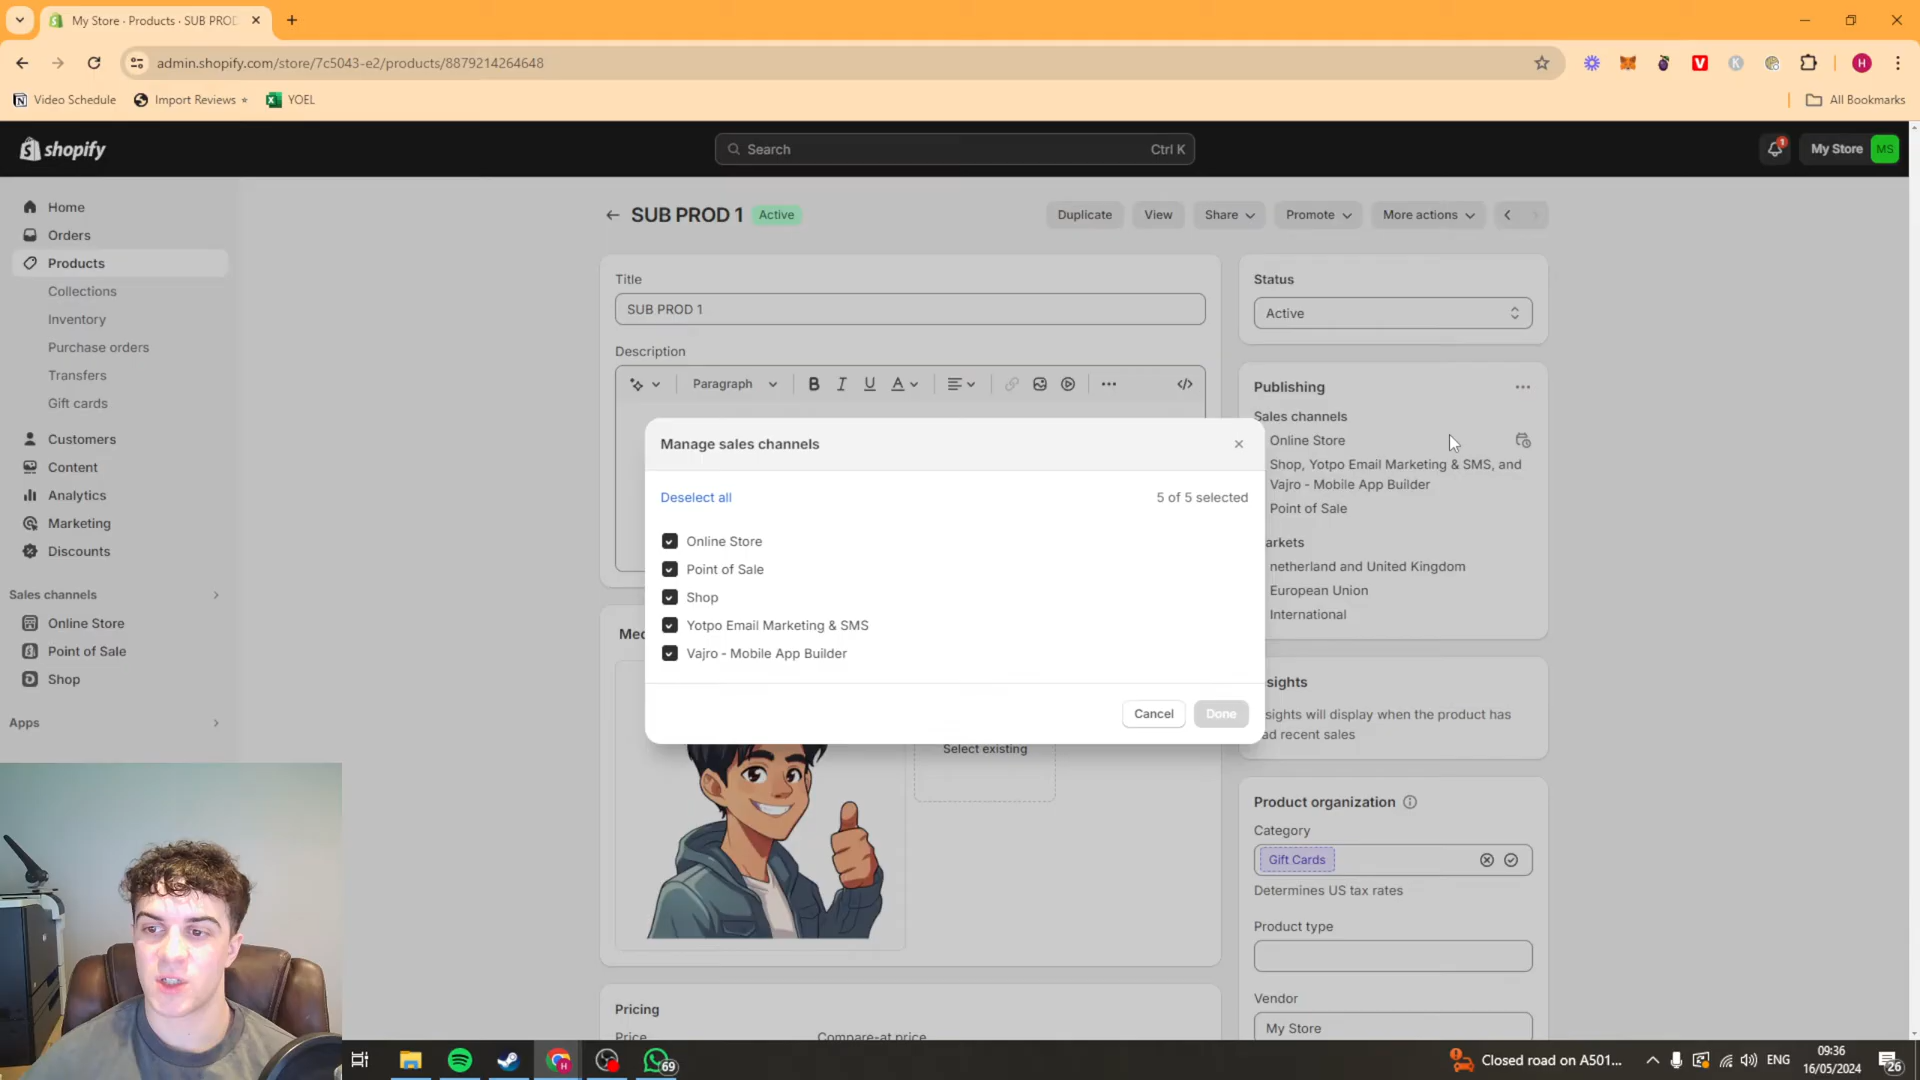 My Store · Products · SUB PROD
admin.shopify.com/store/7c5043-e2/products/8879214264648
Video Schedule
Import Reviews
YOEL
All Bookmarks
shopify
Search
Ctrl K
1
My Store
MS
Home
Orders
Products
Collections
Inventory
Purchase orders
Transfers
Gift cards
Customers
Content
Analytics
Marketing
Discounts
Sales channels
Online Store
Point of Sale
Shop
Apps
SUB PROD 1
Active
Duplicate
View
Share
Promote
More actions
Title
SUB PROD 1
Description
Paragraph
B
I
U
A
Manage sales channels
Deselect all
5 of 5 selected
Online Store
Point of Sale
Shop
Yotpo Email Marketing & SMS
Vajro - Mobile App Builder
Cancel
Done
Med
Select existing
Pricing
Price
Compare-at price
Status
Active
Publishing
Sales channels
Online Store
Shop, Yotpo Email Marketing & SMS, and
Vajro - Mobile App Builder
Point of Sale
arkets
netherland and United Kingdom
European Union
International
sights
sights will display when the product has
ad recent sales
Product organization
Category
Gift Cards
Determines US tax rates
Product type
Vendor
My Store
H
V
K
69
Closed road on A501...
ENG
09:36
16/05/2024
26